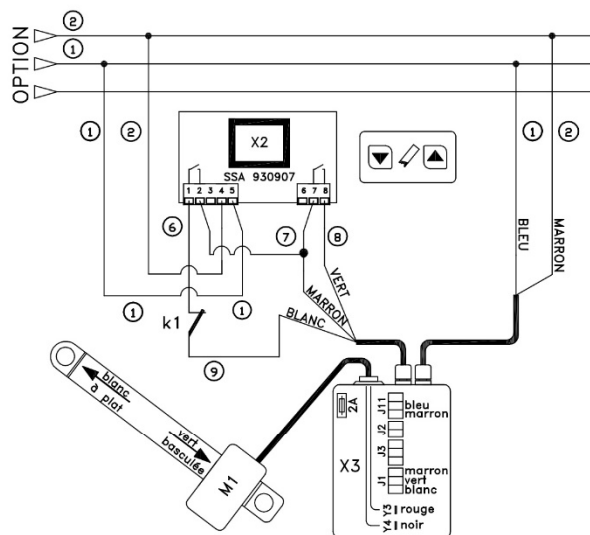 OPTION
2
1
1
2
X2
SSA 930907
1 2 3 4 5
6 7 8
1
2
BLEU
MARRON
6
7
8
VERT
MARRON
BLANC
1
1
k1
9
blanc
à plat
vert
basculée
M1
2A
X3
J11
bleu
marron
J2
J3
J1
marron
vert
blanc
Y3 rouge
Y4 noir